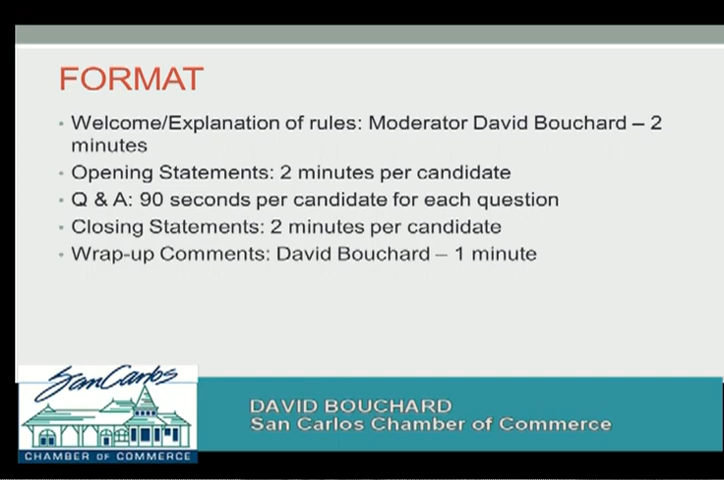 FORMAT
• Welcome/Explanation of rules: Moderator David Bouchard – 2
minutes
• Opening Statements: 2 minutes per candidate
• Q & A: 90 seconds per candidate for each question
• Closing Statements: 2 minutes per candidate
• Wrap-up Comments: David Bouchard – 1 minute
San Carlos
CHAMBER OF COMMERCE
DAVID BOUCHARD
San Carlos Chamber of Commerce